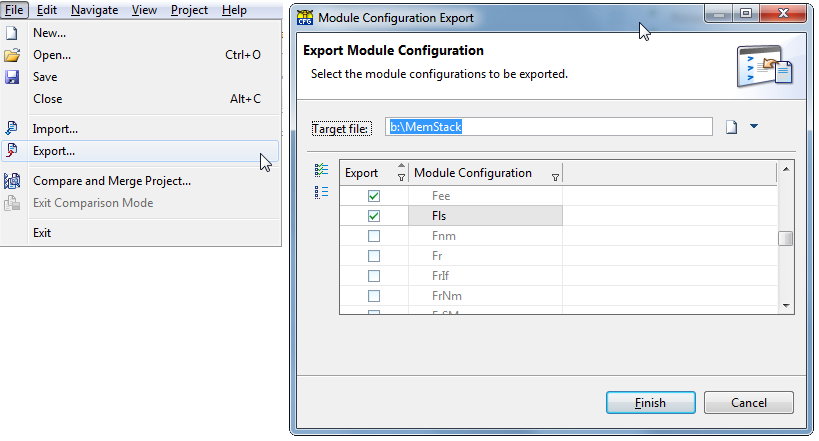 File Edit Navigate View Project Help
New...
Open... Ctrl+O
Save
Close Alt+C
Import...
Export...
Compare and Merge Project...
Exit Comparison Mode
Exit
CFG Module Configuration Export
Export Module Configuration
Select the module configurations to be exported.
Target file: b:\MemStack
Export Module Configuration
Fee
Fls
Fnm
Fr
FrIf
FrNm
Finish Cancel